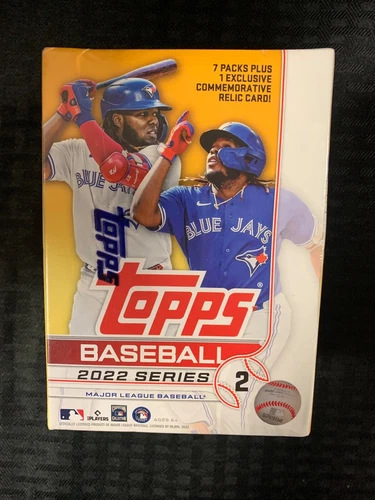 7 PACKS PLUS
1 EXCLUSIVE
COMMEMORATIVE
RELIC CARD!
BLUE JAYS
BLUE JAYS
TOPPS
TOPPS®
BASEBALL
2022 SERIES 2
MAJOR LEAGUE BASEBALL®
PLAYERS